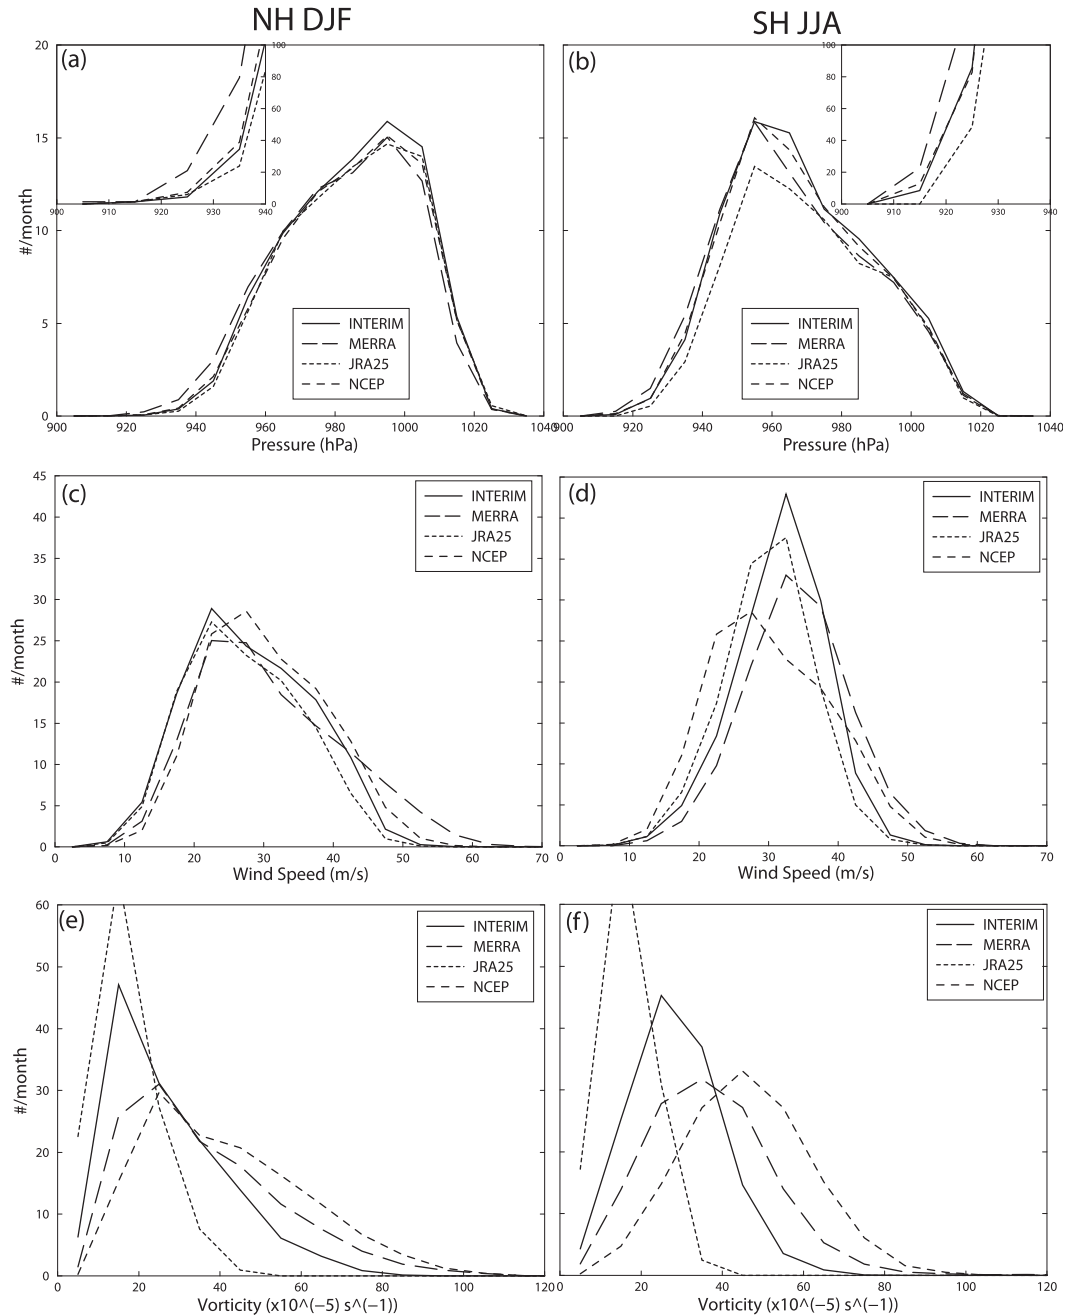 NH DJF
SH JJA
(a)
20
15
10
5
0
#/month
100
80
60
40
20
0
900 910 920 930 940
INTERIM
MERRA
JRA25
NCEP
900 920 940 960 980 1000 1020 1040
Pressure (hPa)
(b)
100
80
60
40
20
0
900 910 920 930 940
INTERIM
MERRA
JRA25
NCEP
900 920 940 960 980 1000 1020 1040
Pressure (hPa)
(c)
45
40
35
30
25
20
15
10
5
0
#/month
INTERIM
MERRA
JRA25
NCEP
0 10 20 30 40 50 60 70
Wind Speed (m/s)
(d)
INTERIM
MERRA
JRA25
NCEP
0 10 20 30 40 50 60 70
Wind Speed (m/s)
(e)
60
50
40
30
20
10
0
#/month
INTERIM
MERRA
JRA25
NCEP
0 20 40 60 80 100 120
Vorticity (x10^(−5) s^(−1))
(f)
INTERIM
MERRA
JRA25
NCEP
0 20 40 60 80 100 120
Vorticity (x10^(−5) s^(−1))